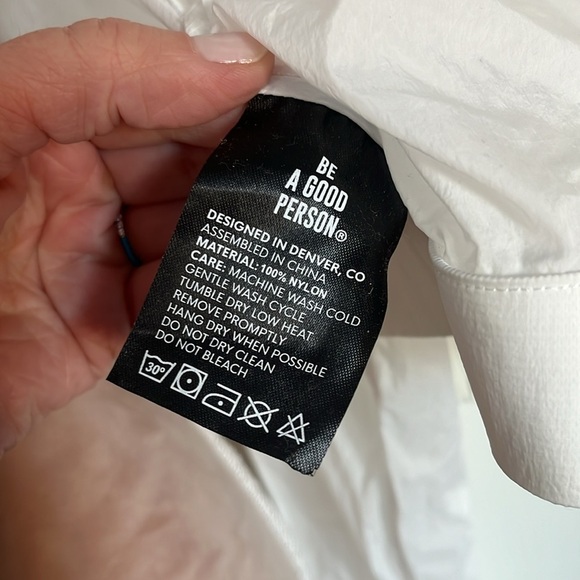 BE
A GOOD
PERSON®
DESIGNED IN DENVER, CO
ASSEMBLED IN CHINA
MATERIAL: 100% NYLON
CARE: MACHINE WASH COLD
GENTLE WASH CYCLE
TUMBLE DRY LOW HEAT
REMOVE PROMPTLY
HANG DRY WHEN POSSIBLE
DO NOT DRY CLEAN
DO NOT BLEACH
30°